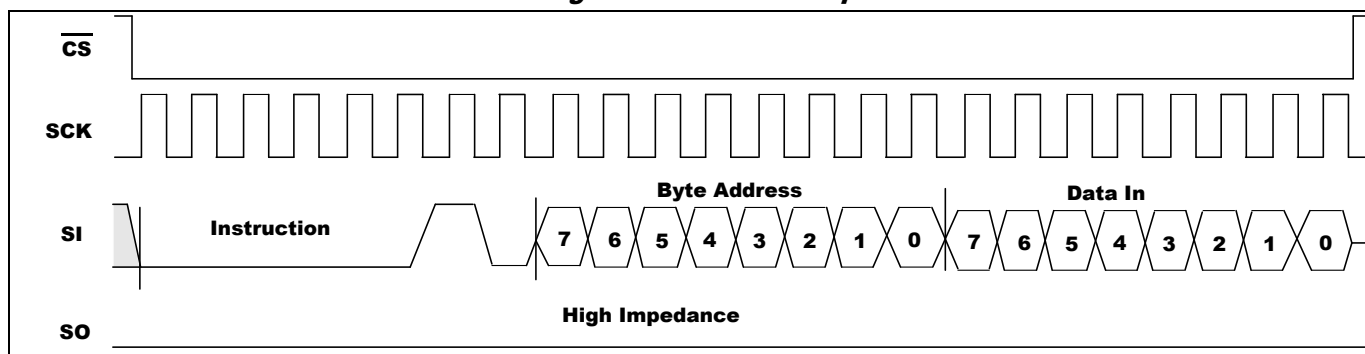 CS
SCK
Byte Address
Data In
SI
Instruction
7 6 5 4 3 2 1 0 7 6 5 4 3 2 1 0
High Impedance
SO